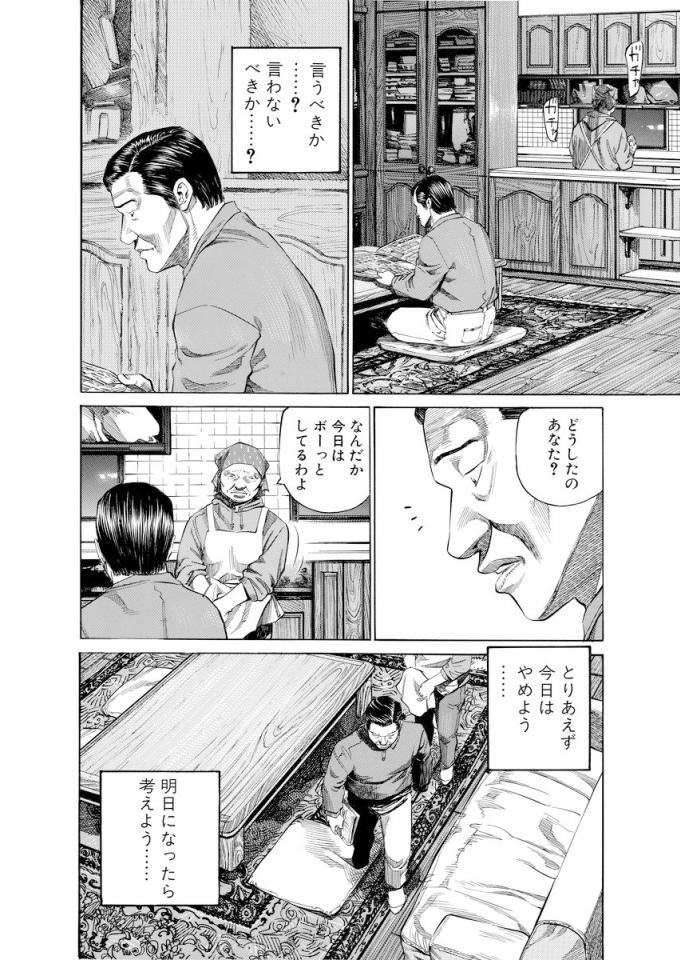 ガチャ
ガチャ
言うべきか
……?
言わない
べきか……?
どうしたの
あなた?
なんだか
今日は
ボーっと
してるわよ
とりあえず
今日は
やめよう
……
明日になったら
考えよう……